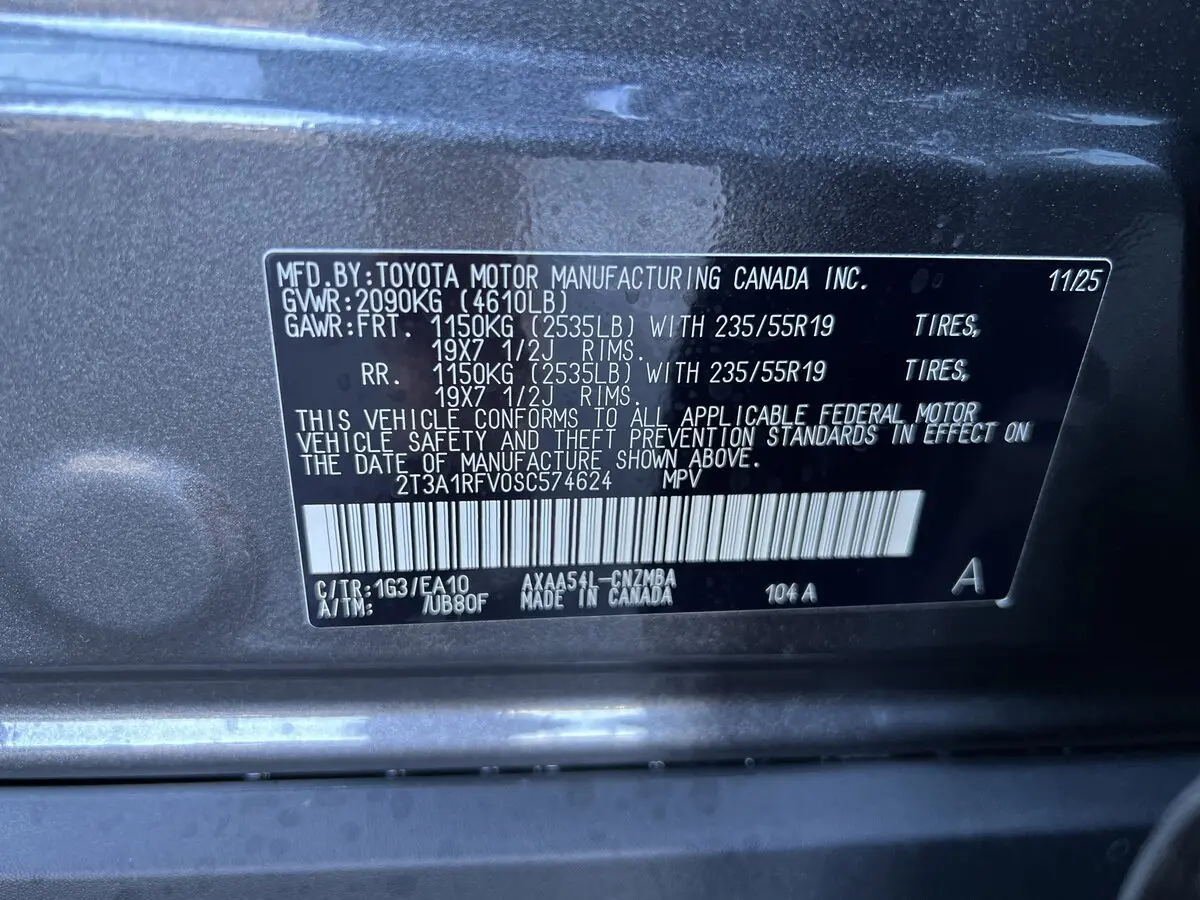 MFD.BY:TOYOTA MOTOR MANUFACTURING CANADA INC. 11/25
GVWR:2090KG (4610LB)
GAWR:FRT. 1150KG (2535LB) WITH 235/55R19 TIRES,
19X7 1/2J RIMS.
RR. 1150KG (2535LB) WITH 235/55R19 TIRES,
19X7 1/2J RIMS.
THIS VEHICLE CONFORMS TO ALL APPLICABLE FEDERAL MOTOR
VEHICLE SAFETY AND THEFT PREVENTION STANDARDS IN EFFECT ON
THE DATE OF MANUFACTURE SHOWN ABOVE.
2T3A1RFV0SC574624 MPV
C/TR:1G3/EA10 AXAA54L-CNZMBA 104A A
A/TM: /UB80F MADE IN CANADA